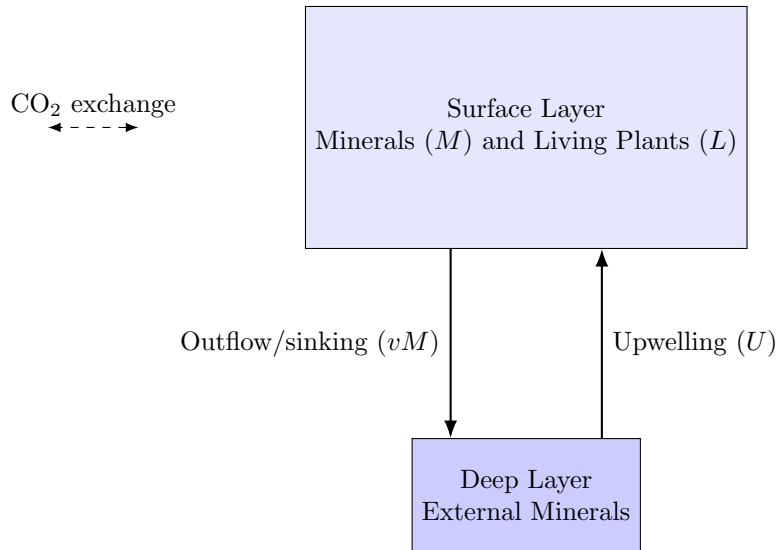 CO₂ exchange
Surface Layer
Minerals (M) and Living Plants (L)
Outflow/sinking (vM)
Upwelling (U)
Deep Layer
External Minerals